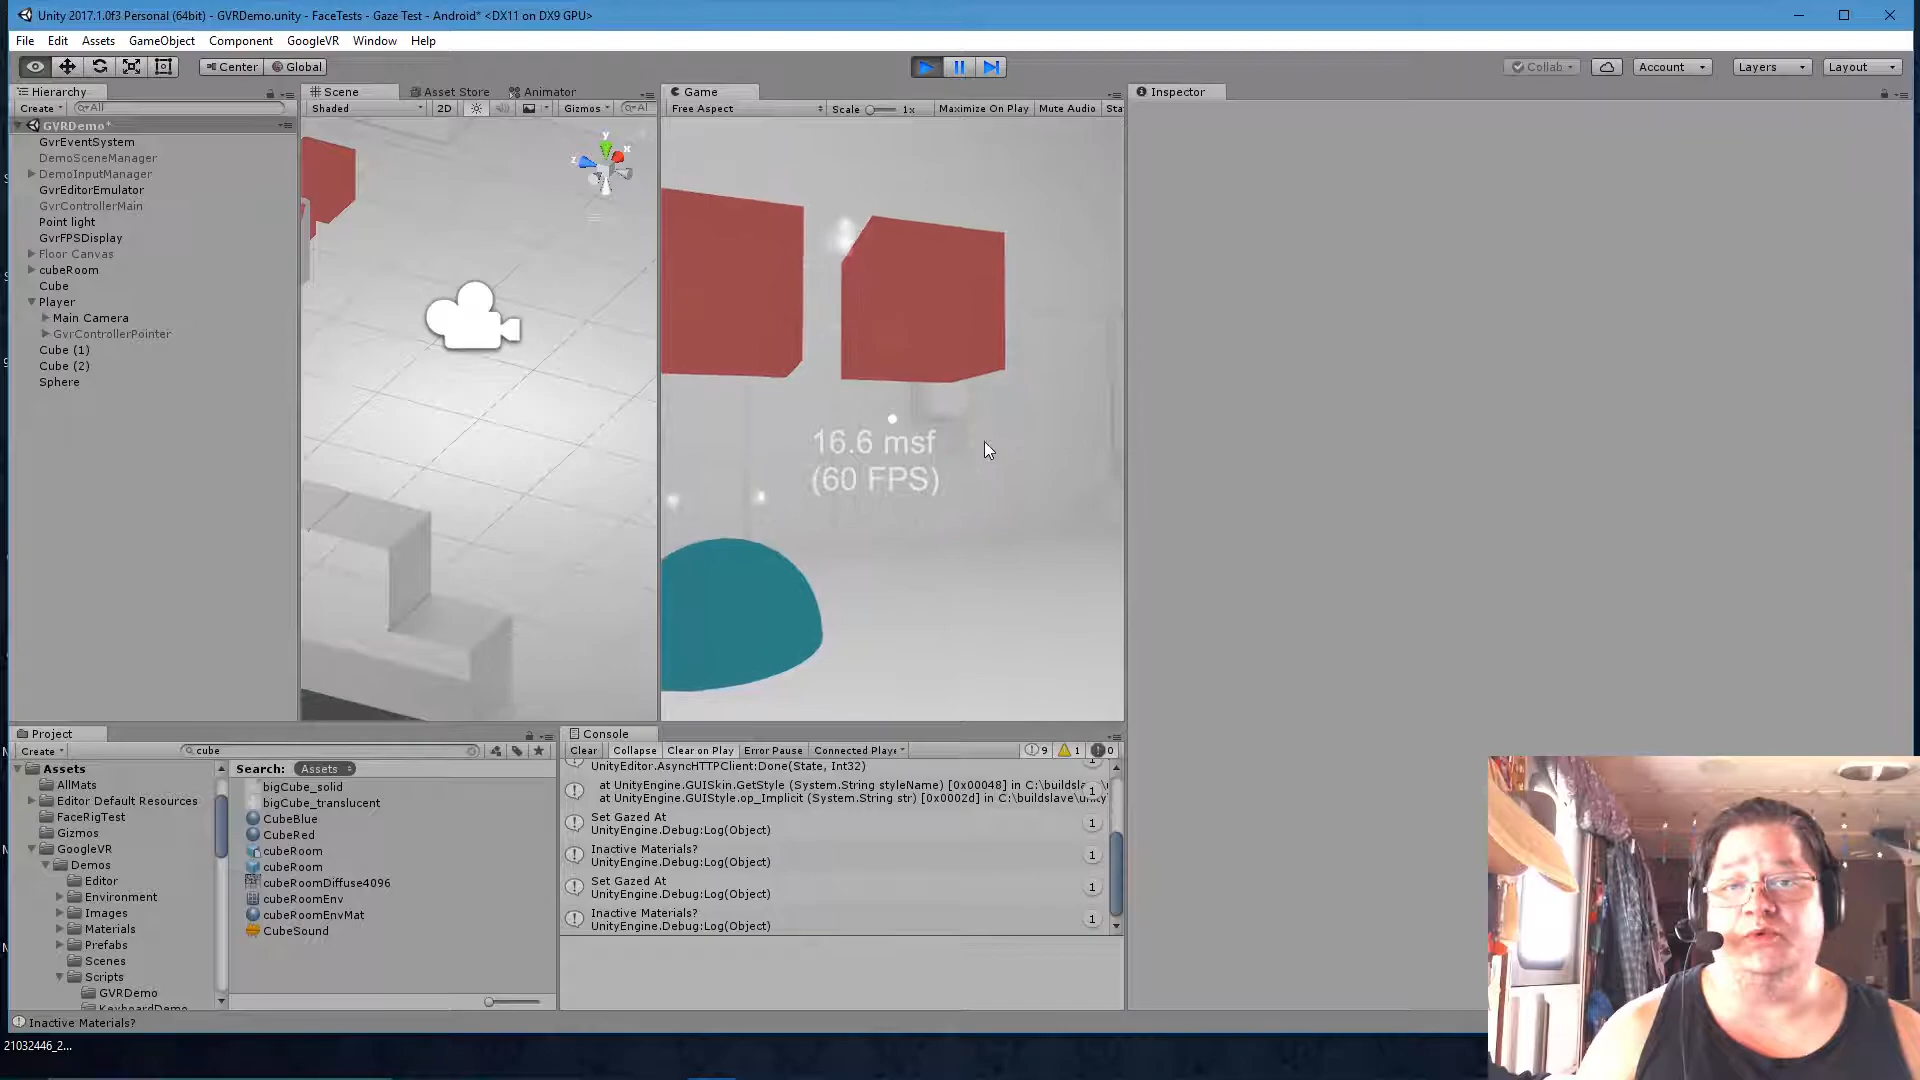 Unity 2017.1.0f3 Personal (64bit) - GVRDemo.unity - FaceTests - Gaze Test - Android* <DX11 on DX9 GPU>
File Edit Assets GameObject Component GoogleVR Window Help
Center Global Collab Account Layers Layout
Hierarchy
Create All
GVRDemo*
GvrEventSystem
DemoSceneManager
DemoInputManager
GvrEditorEmulator
GvrControllerMain
Point light
GvrFPSDisplay
Floor Canvas
cubeRoom
Cube
Player
Main Camera
GvrControllerPointer
Cube (1)
Cube (2)
Sphere
Scene Asset Store Animator
Shaded 2D Gizmos
y
x
z
Game
Free Aspect Scale 1x Maximize On Play Mute Audio Sta
16.6 msf
(60 FPS)
Inspector
Project
Create cube
Assets
AllMats
Editor Default Resources
FaceRigTest
Gizmos
GoogleVR
Demos
Editor
Environment
Images
Materials
Prefabs
Scenes
Scripts
GVRDemo
KeyboardDemo
Search: Assets
bigCube_solid
bigCube_translucent
CubeBlue
CubeRed
cubeRoom
cubeRoom
cubeRoomDiffuse4096
cubeRoomEnv
cubeRoomEnvMat
CubeSound
Console
Clear Collapse Clear on Play Error Pause Connected Playe 9 1 0
UnityEditor.AsyncHTTPClient:Done(State, Int32)
at UnityEngine.GUISkin.GetStyle (System.String styleName) [0x00048] in C:\buildslave\u
at UnityEngine.GUIStyle.op_Implicit (System.String str) [0x0002d] in C:\buildslave\unity
1
Set Gazed At
UnityEngine.Debug:Log(Object)
1
Inactive Materials?
UnityEngine.Debug:Log(Object)
1
Set Gazed At
UnityEngine.Debug:Log(Object)
1
Inactive Materials?
UnityEngine.Debug:Log(Object)
1
Inactive Materials?
21032446_2...